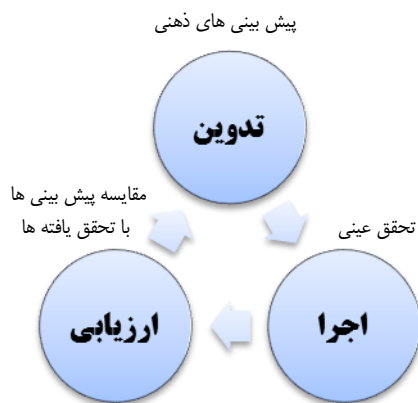 پیش بینی های ذهنی
تدوین
مقایسه پیش بینی ها
با تحقق یافته ها
تحقق عینی
ارزیابی
اجرا